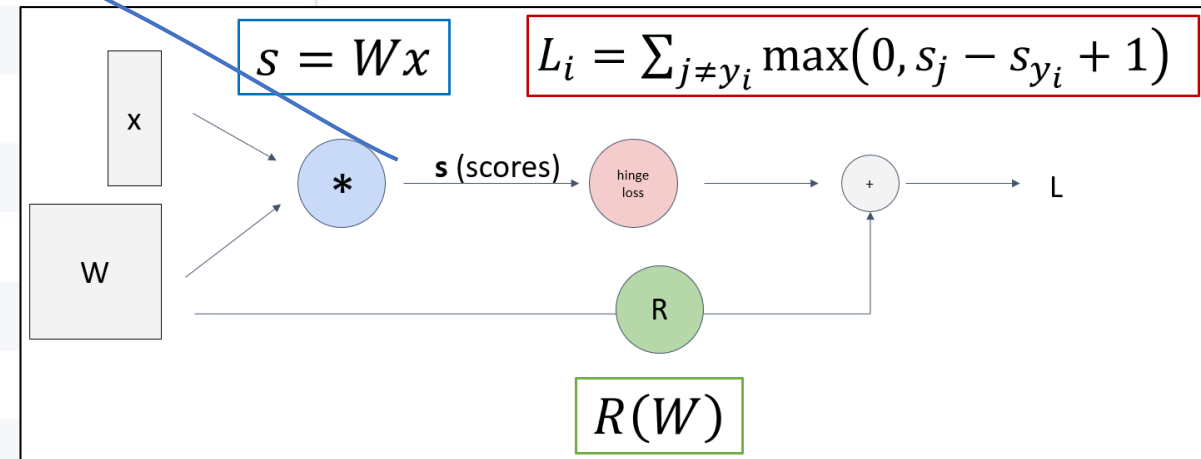 s = Wx
L_i = ∑_{j≠y_i} max(0, s_j − s_{y_i} + 1)
x
*
s (scores)
hinge
loss
+
L
W
R
R(W)